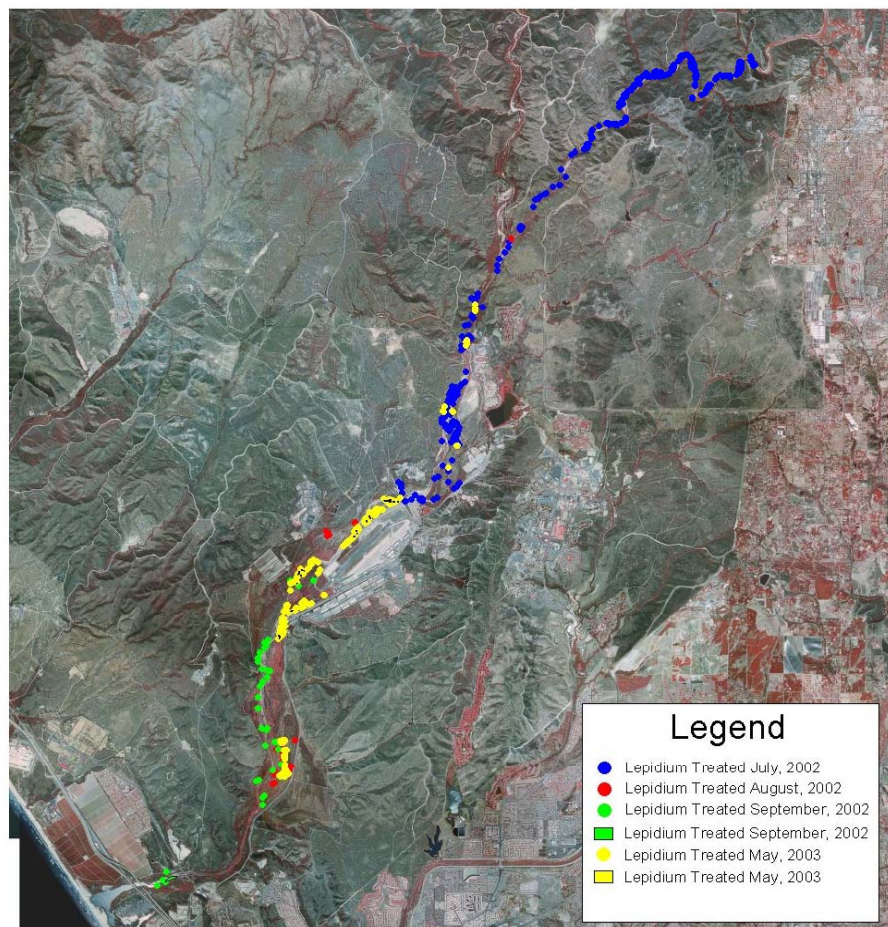 Legend
Lepidium Treated July, 2002
Lepidium Treated August, 2002
Lepidium Treated September, 2002
Lepidium Treated September, 2002
Lepidium Treated May, 2003
Lepidium Treated May, 2003